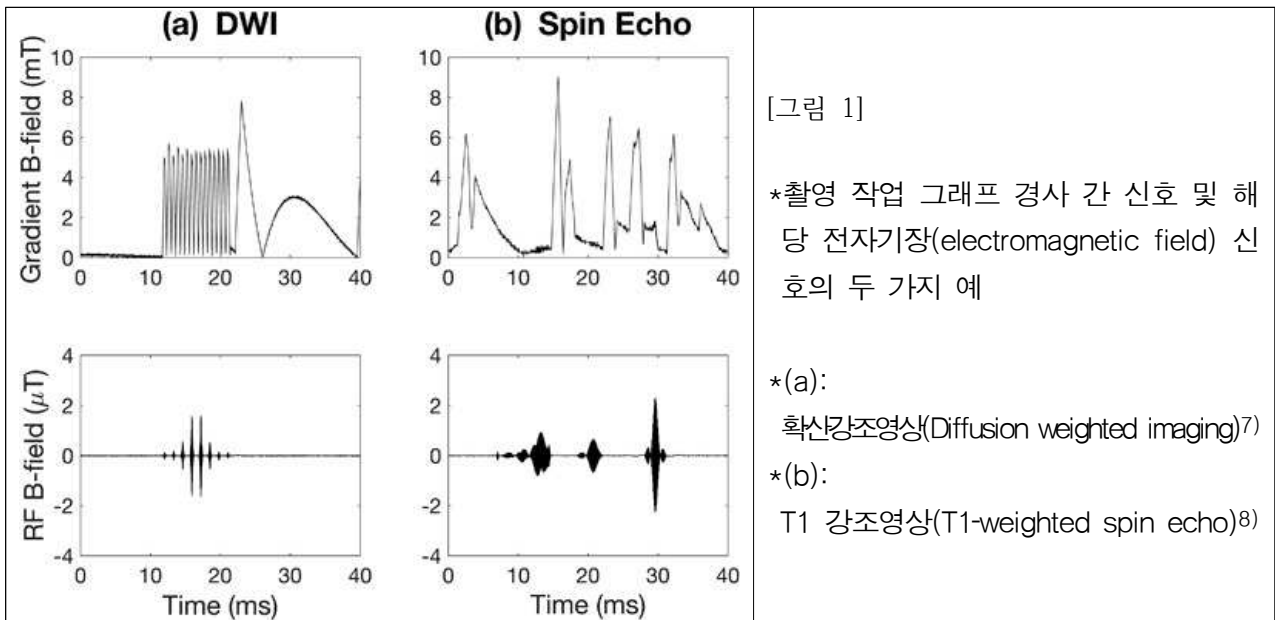 (a) DWI
(b) Spin Echo
Gradient B-field (mT)
10
8
6
4
2
0
0 10 20 30 40
10
8
6
4
2
0
0 10 20 30 40
RF B-field (μT)
4
2
0
-2
-4
0 10 20 30 40
Time (ms)
4
2
0
-2
-4
0 10 20 30 40
Time (ms)
[그림 1]
*촬영 작업 그래프 경사 간 신호 및 해
당 전자기장(electromagnetic field) 신
호의 두 가지 예
*(a):
확산강조영상(Diffusion weighted imaging)7)
*(b):
T1 강조영상(T1-weighted spin echo)8)